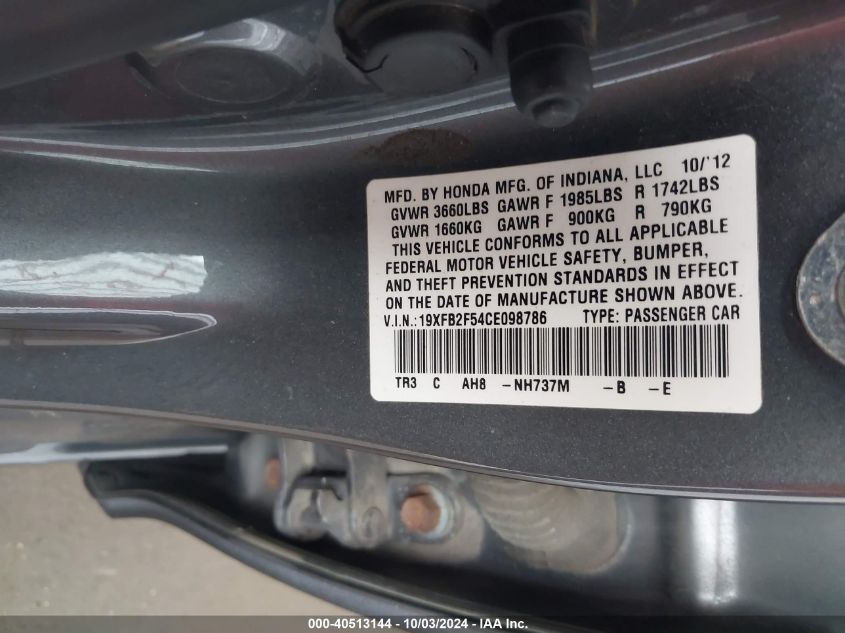 MFD. BY HONDA MFG. OF INDIANA, LLC 10/'12
GVWR 3660LBS GAWR F 1985LBS R 1742LBS
GVWR 1660KG GAWR F 900KG R 790KG
THIS VEHICLE CONFORMS TO ALL APPLICABLE
FEDERAL MOTOR VEHICLE SAFETY, BUMPER,
AND THEFT PREVENTION STANDARDS IN EFFECT
ON THE DATE OF MANUFACTURE SHOWN ABOVE.
V.I.N.:19XFB2F54CE098786 TYPE: PASSENGER CAR
TR3 C AH8 -NH737M -B -E
000-40513144 - 10/03/2024 - IAA Inc.